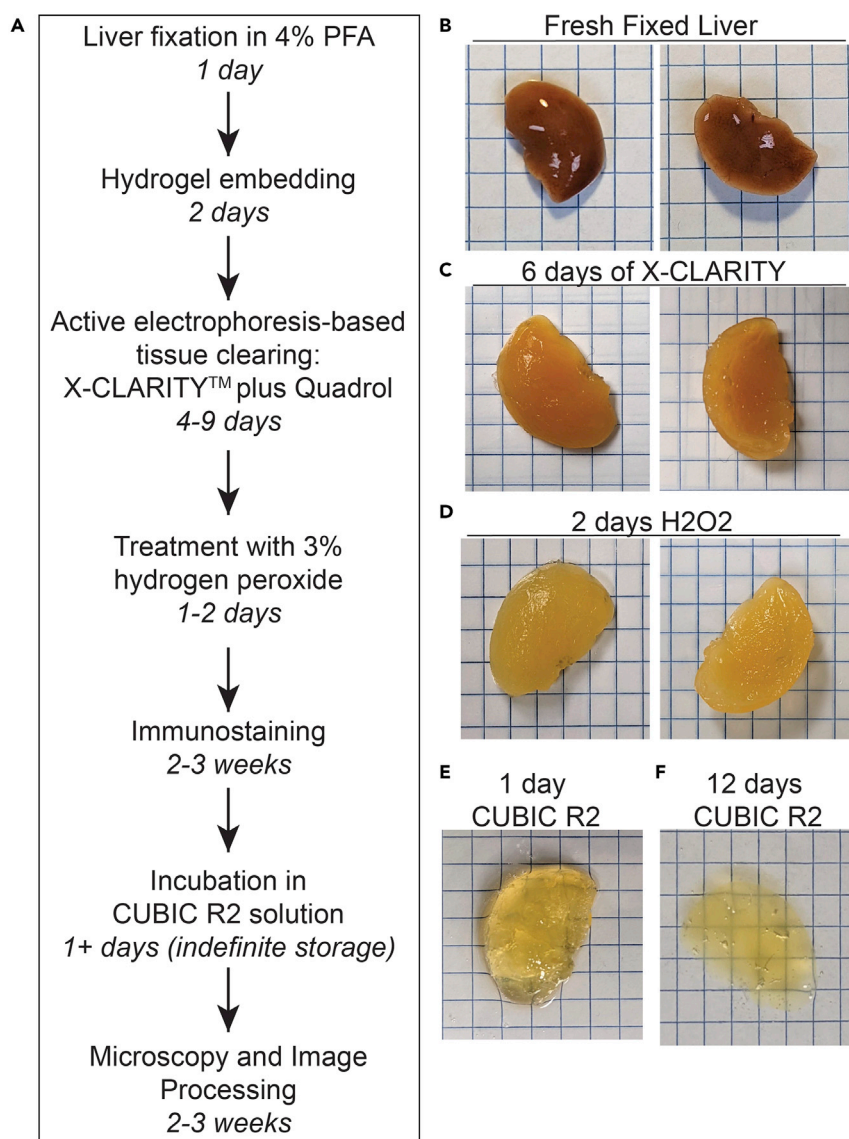 A
Liver fixation in 4% PFA
1 day
Hydrogel embedding
2 days
Active electrophoresis-based
tissue clearing:
X-CLARITY™ plus Quadrol
4-9 days
Treatment with 3%
hydrogen peroxide
1-2 days
Immunostaining
2-3 weeks
Incubation in
CUBIC R2 solution
1+ days (indefinite storage)
Microscopy and Image
Processing
2-3 weeks
B
Fresh Fixed Liver
C
6 days of X-CLARITY
D
2 days H2O2
E
1 day
CUBIC R2
F
12 days
CUBIC R2